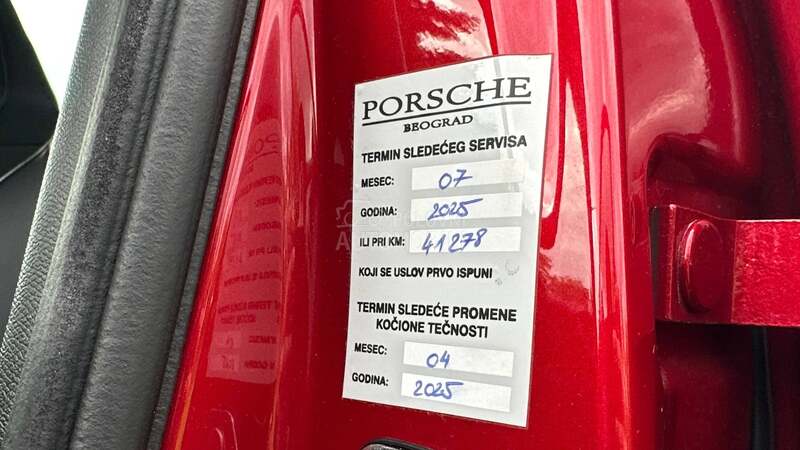 PORSCHE
BEOGRAD
TERMIN SLEDEĆEG SERVISA
MESEC: 07
GODINA: 2025
ILI PRI KM: 41278
KOJI SE USLOV PRVO ISPUNI
TERMIN SLEDEĆE PROMENE
KOČIONE TEČNOSTI
MESEC: 04
GODINA: 2025